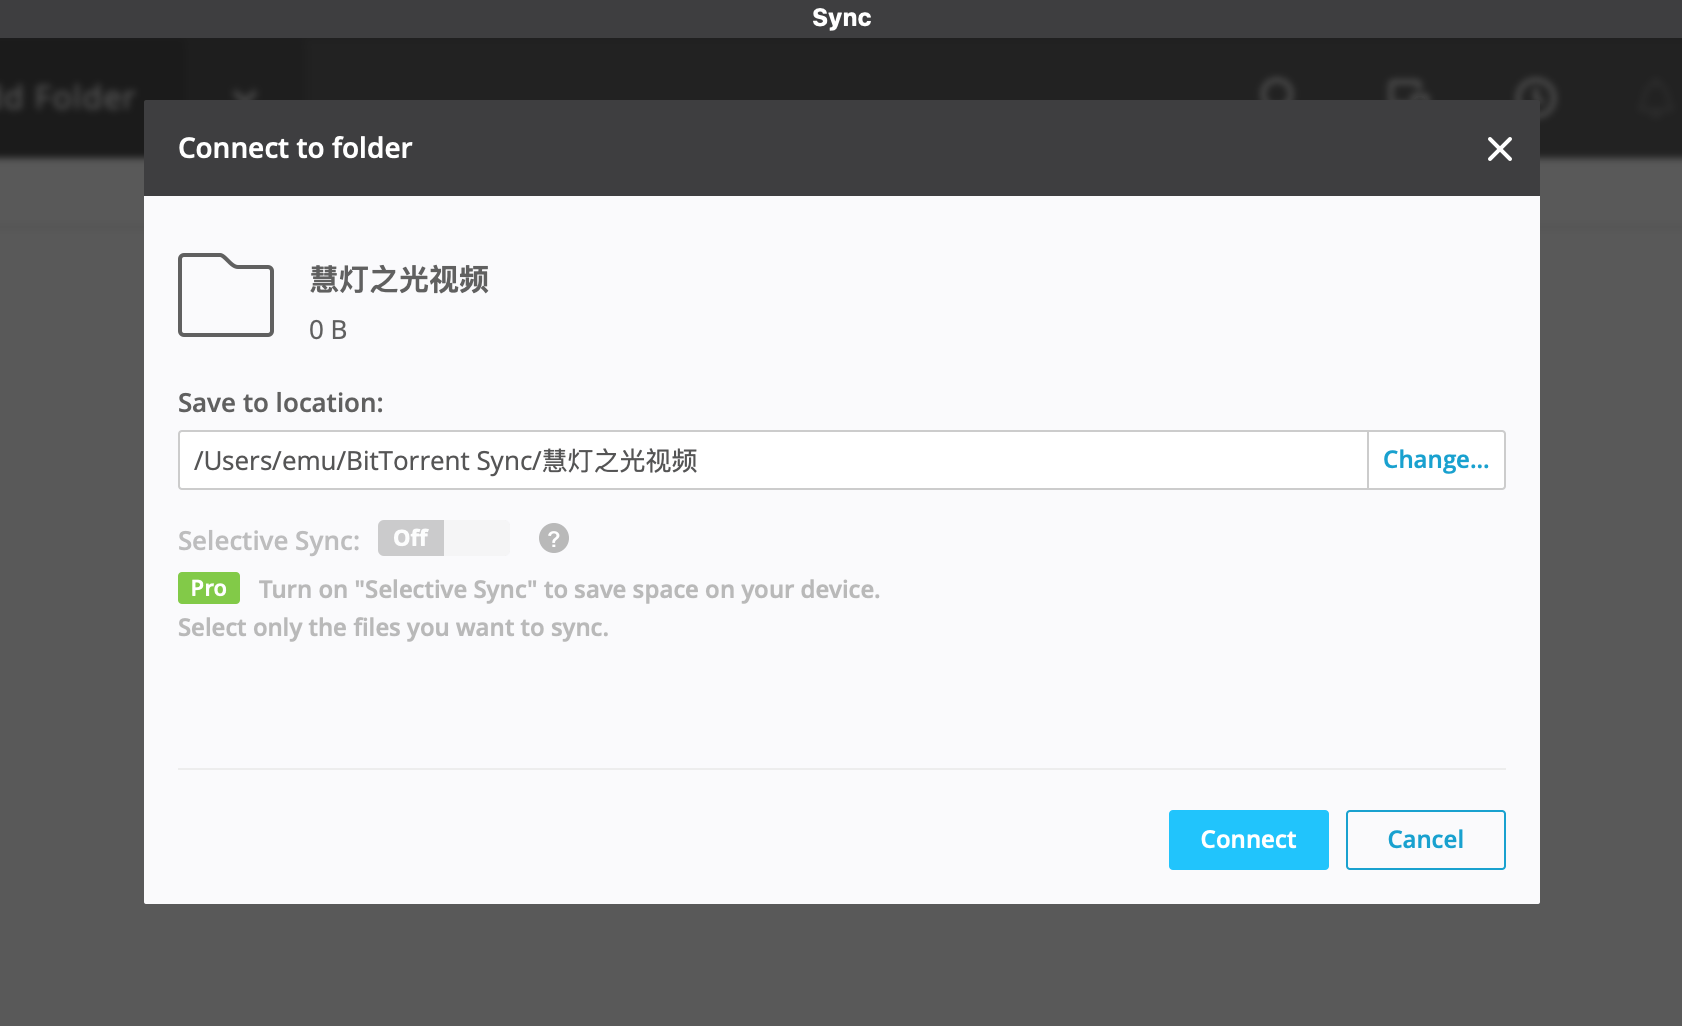 Sync
Folder
Connect to folder
慧灯之光视频
0 B
Save to location:
/Users/emu/BitTorrent Sync/慧灯之光视频
Change...
Selective Sync: Off ?
Pro Turn on "Selective Sync" to save space on your device.
Select only the files you want to sync.
Connect Cancel